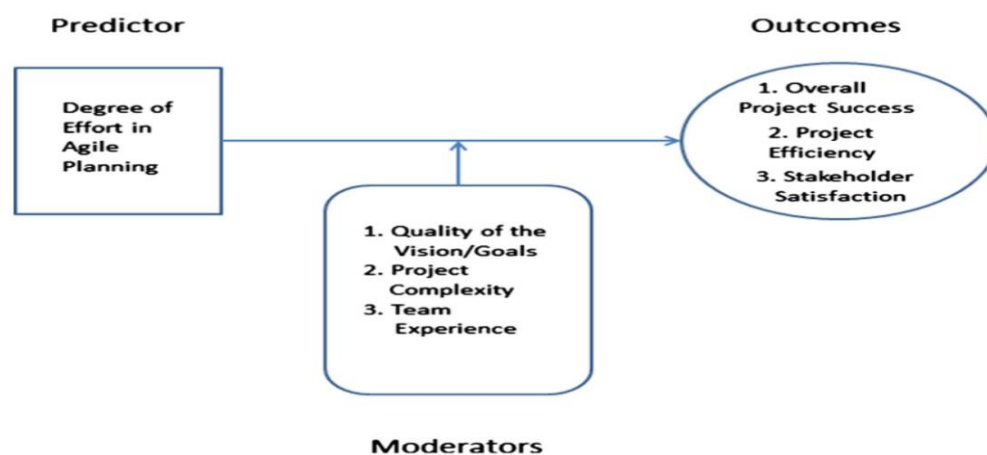 Predictor
Outcomes
Degree of
Effort in
Agile
Planning
1. Overall
Project Success
2. Project
Efficiency
3. Stakeholder
Satisfaction
1. Quality of the
Vision/Goals
2. Project
Complexity
3. Team
Experience
Moderators